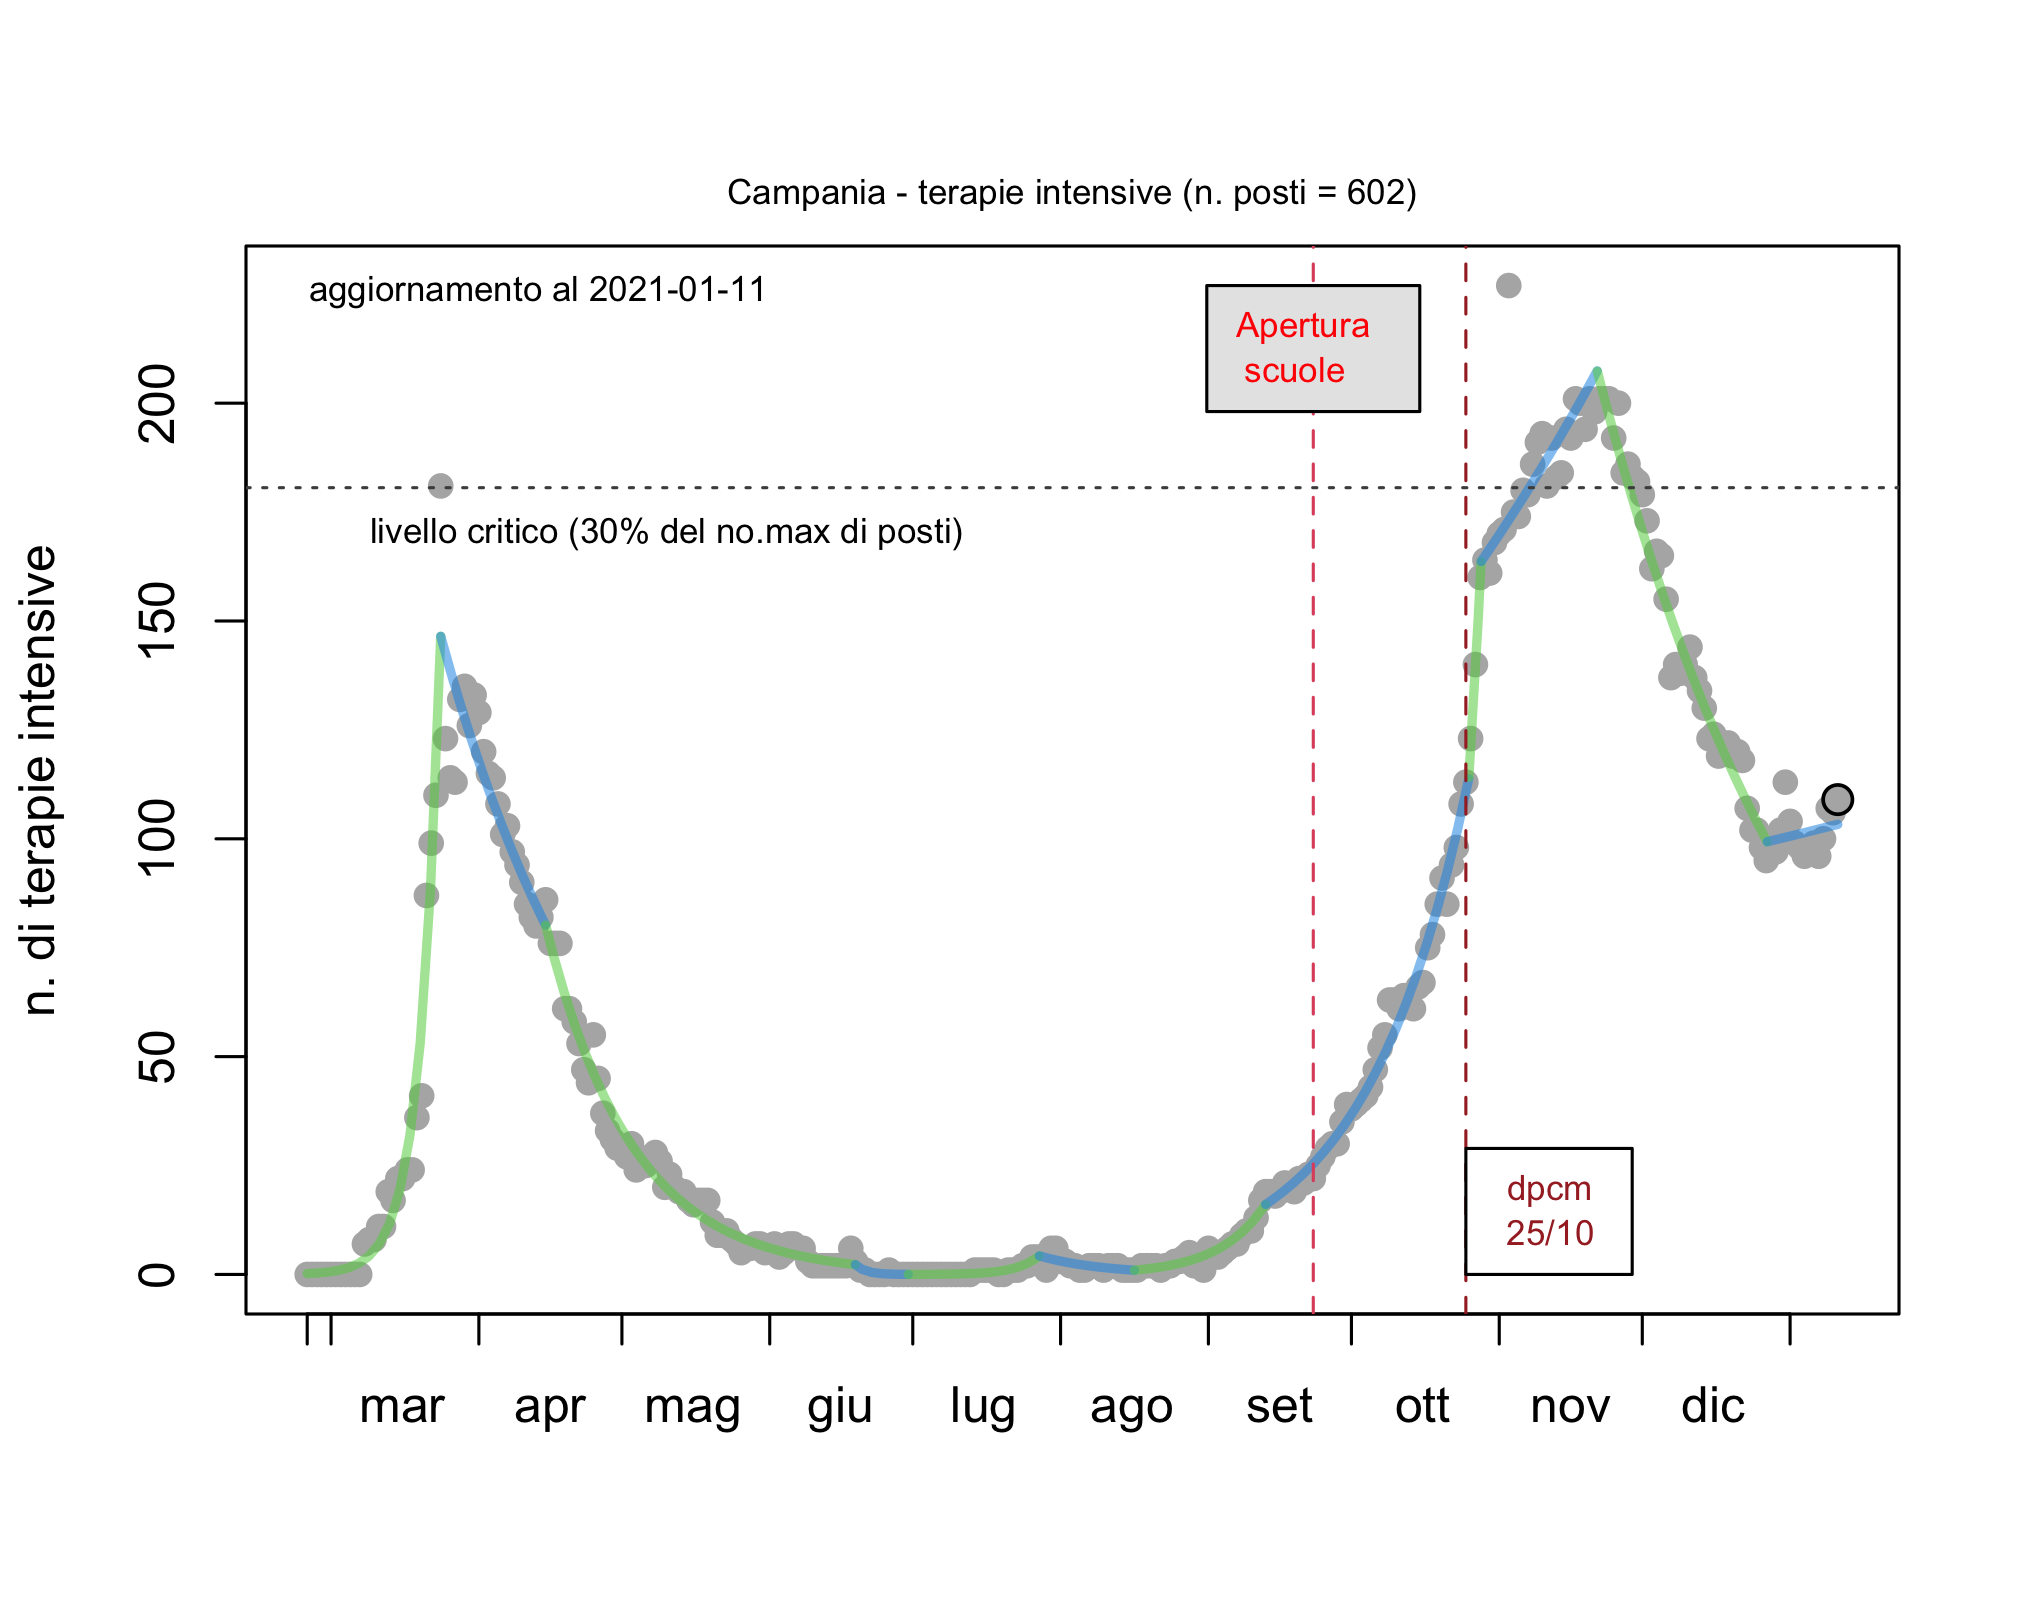 Campania - terapie intensive (n. posti = 602)
aggiornamento al 2021-01-11
Apertura
scuole
livello critico (30% del no.max di posti)
dpcm
25/10
n. di terapie intensive
200
150
100
50
0
mar apr mag giu lug ago set ott nov dic